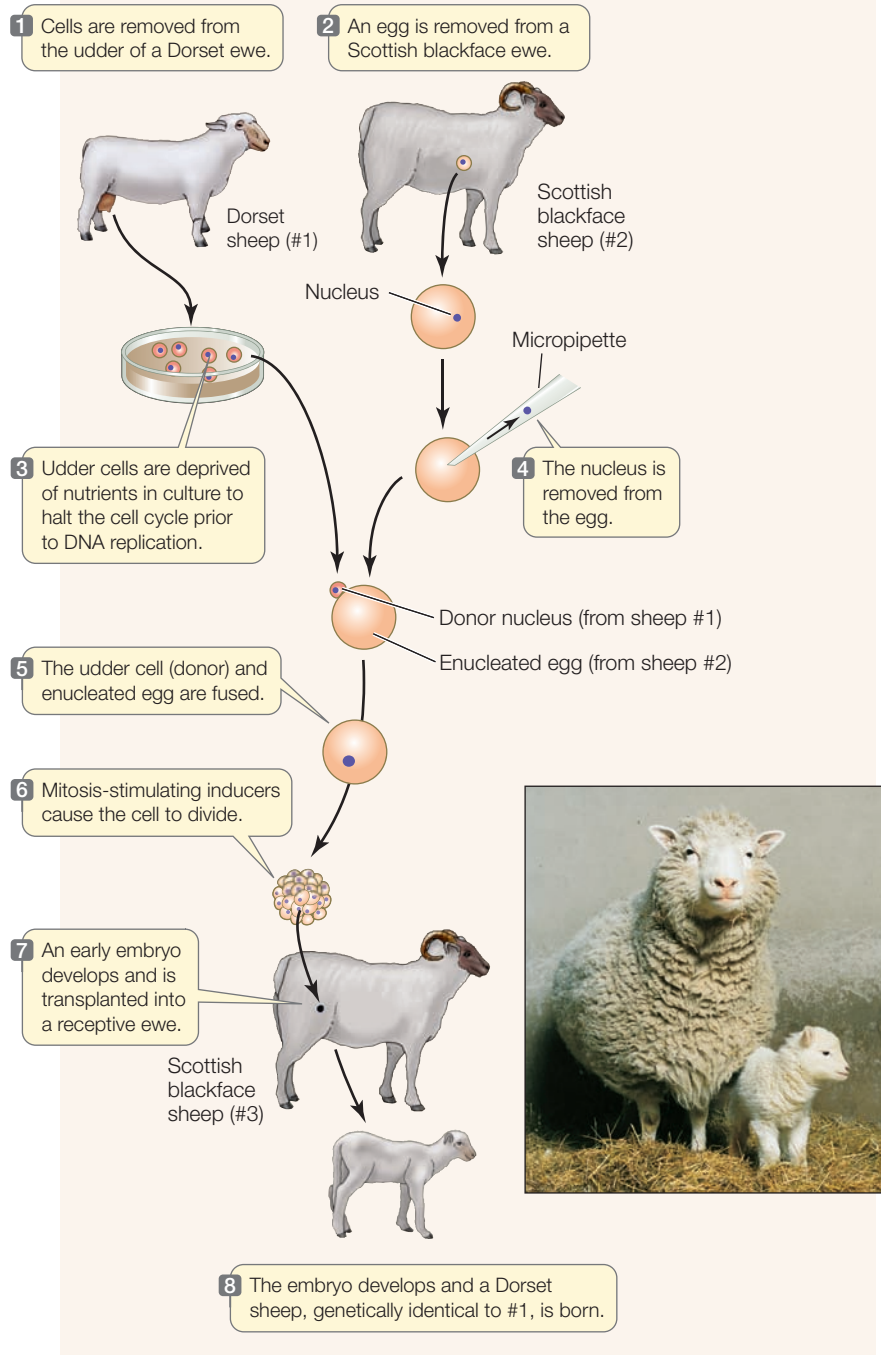 1 Cells are removed from
the udder of a Dorset ewe.
2 An egg is removed from a
Scottish blackface ewe.
Dorset
sheep (#1)
Scottish
blackface
sheep (#2)
Nucleus
Micropipette
3 Udder cells are deprived
of nutrients in culture to
halt the cell cycle prior
to DNA replication.
4 The nucleus is
removed from
the egg.
Donor nucleus (from sheep #1)
Enucleated egg (from sheep #2)
5 The udder cell (donor) and
enucleated egg are fused.
6 Mitosis-stimulating inducers
cause the cell to divide.
7 An early embryo
develops and is
transplanted into
a receptive ewe.
Scottish
blackface
sheep (#3)
8 The embryo develops and a Dorset
sheep, genetically identical to #1, is born.